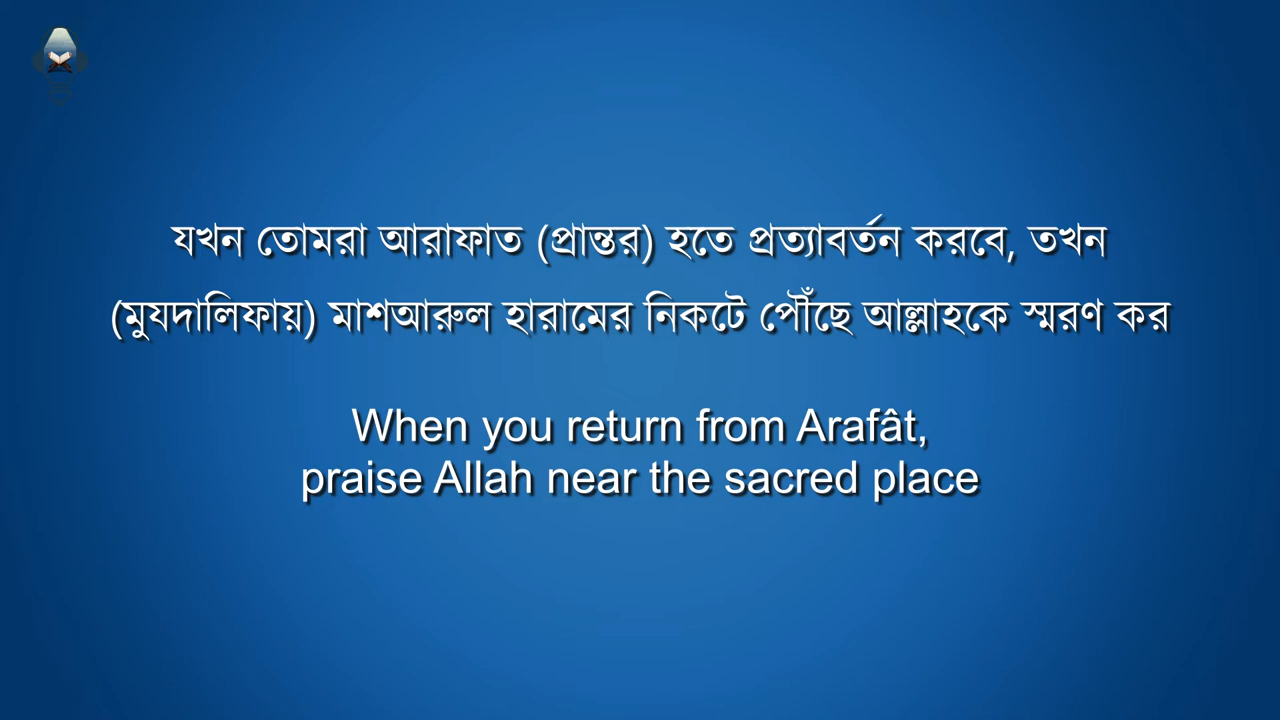 যখন তোমরা আরাফাত (প্রান্তর) হতে প্রত্যাবর্তন করবে, তখন
(মুযদালিফায়) মাশআরুল হারামের নিকটে পৌঁছে আল্লাহকে স্মরণ কর
When you return from Arafât,
praise Allah near the sacred place